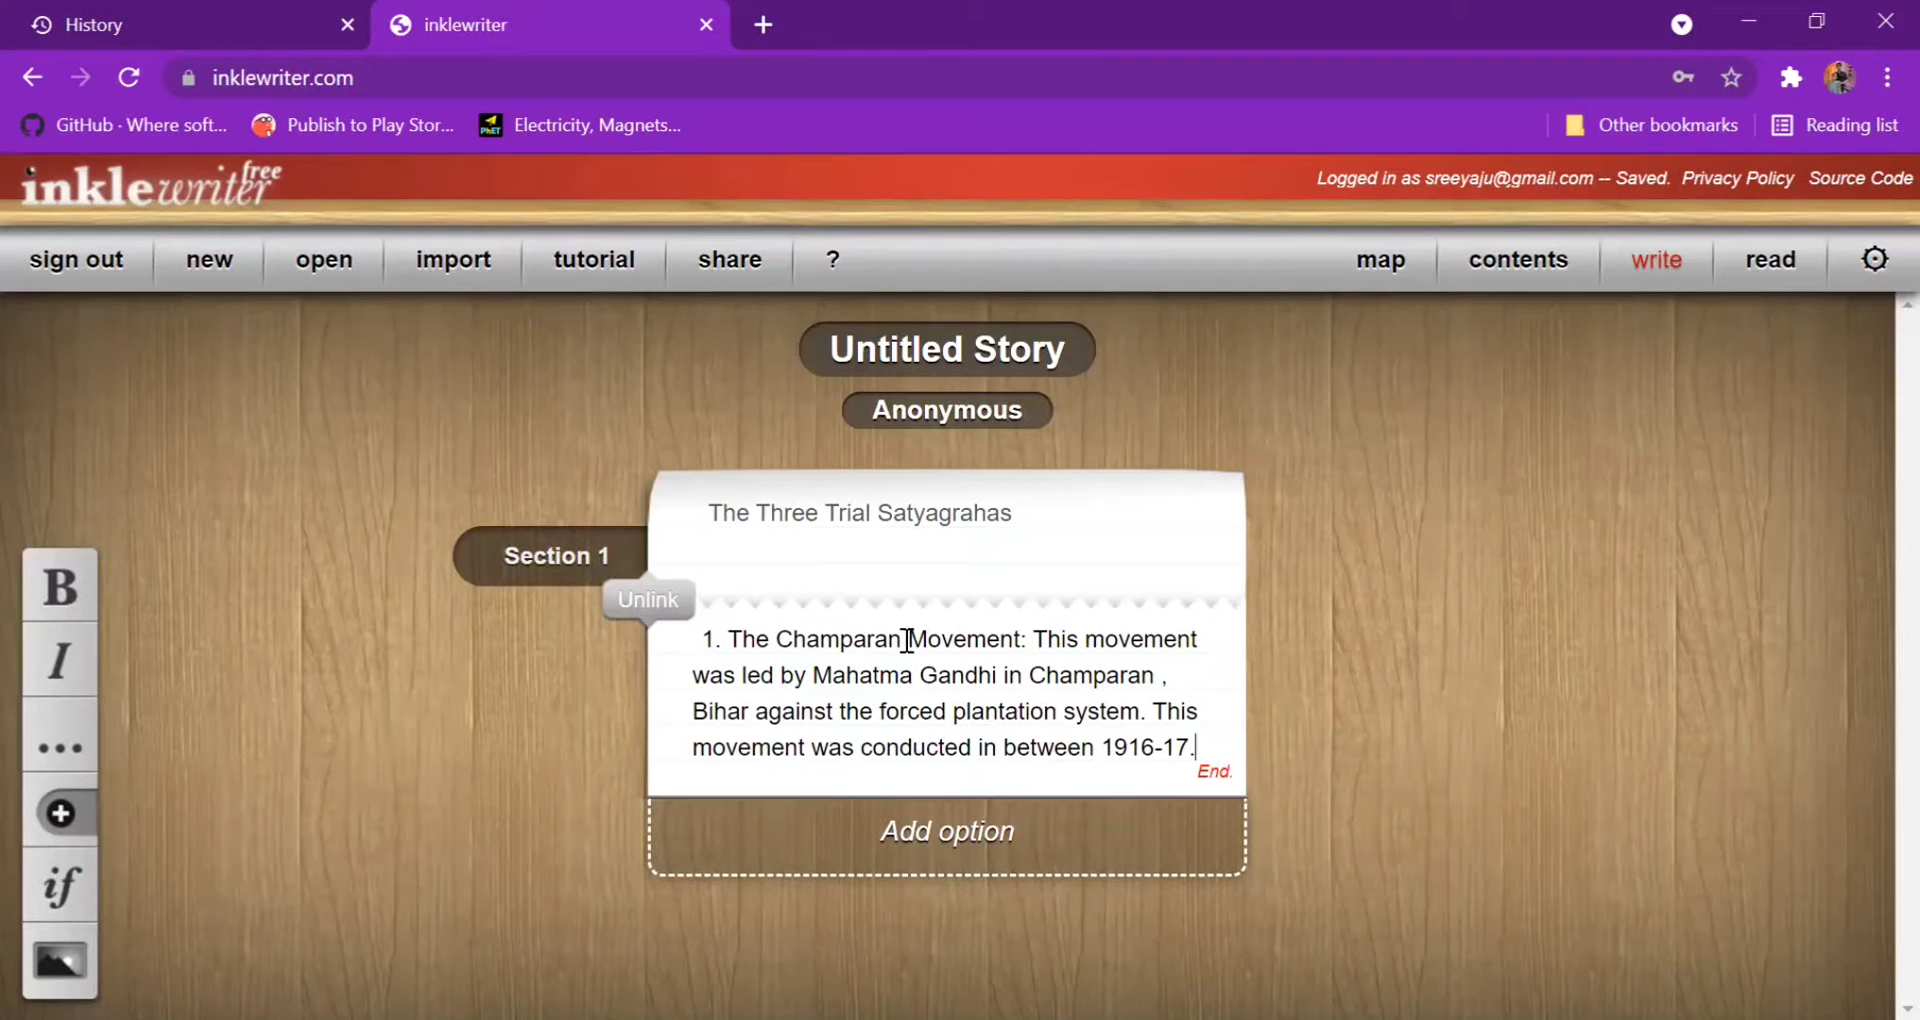 History
inklewriter
inklewriter.com
GitHub · Where soft...
Publish to Play Stor...
PhET
Electricity, Magnets...
Other bookmarks
Reading list
inklewriter free
Logged in as sreeyaju@gmail.com -- Saved. Privacy Policy Source Code
sign out new open import tutorial share ? map contents write read
Untitled Story
Anonymous
The Three Trial Satyagrahas
Section 1
Unlink
1. The Champaran Movement: This movement
was led by Mahatma Gandhi in Champaran ,
Bihar against the forced plantation system. This
movement was conducted in between 1916-17.
End.
Add option
B
I
...
if